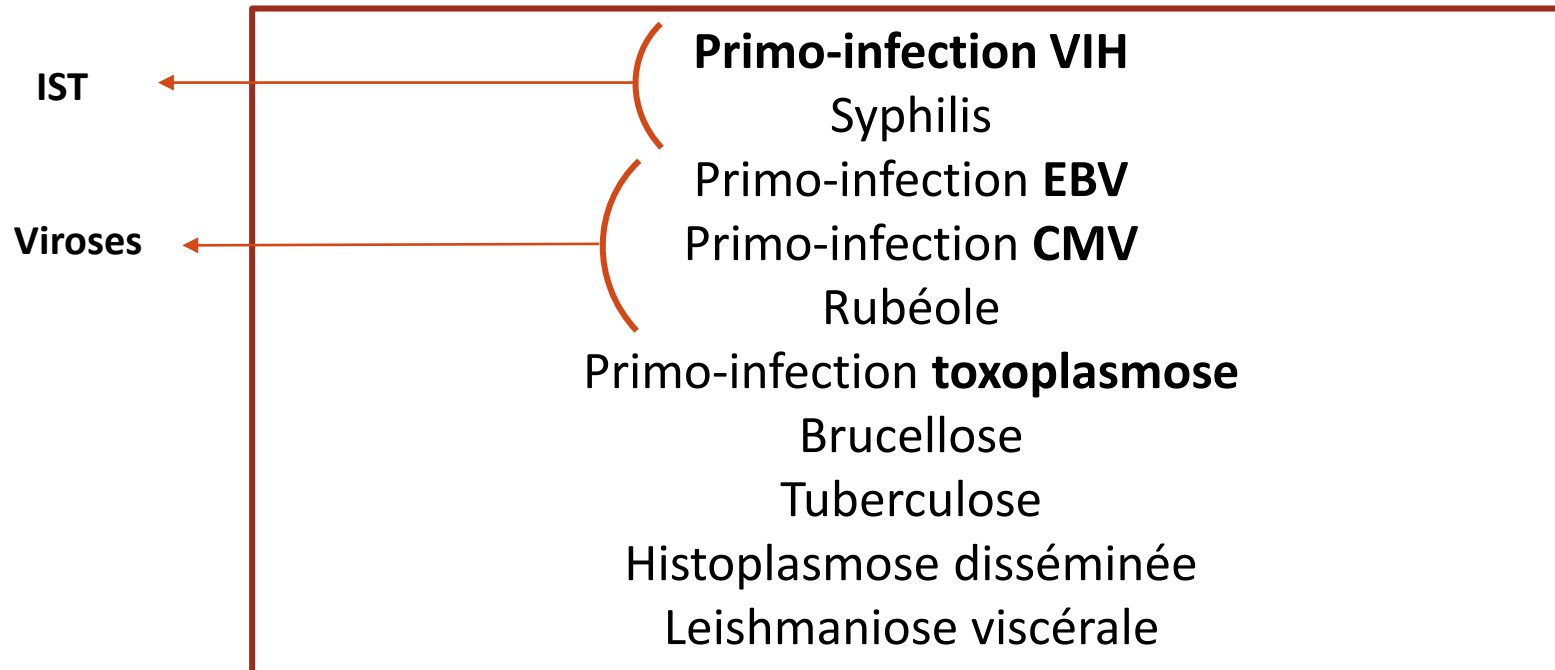 Primo-infection VIH
IST
Syphilis
Primo-infection EBV
Viroses
Primo-infection CMV
Rubéole
Primo-infection toxoplasmose
Brucellose
Tuberculose
Histoplasmose disséminée
Leishmaniose viscérale